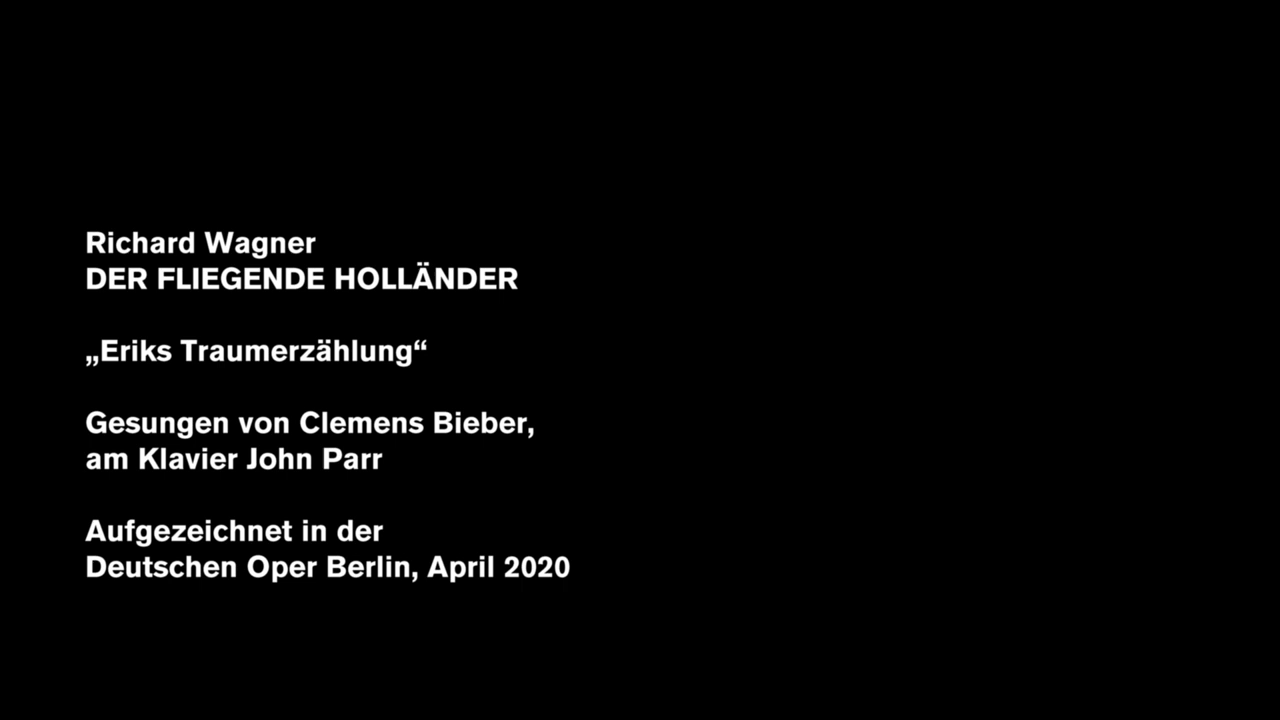 Richard Wagner
DER FLIEGENDE HOLLÄNDER
„Eriks Traumerzählung“
Gesungen von Clemens Bieber,
am Klavier John Parr
Aufgezeichnet in der
Deutschen Oper Berlin, April 2020